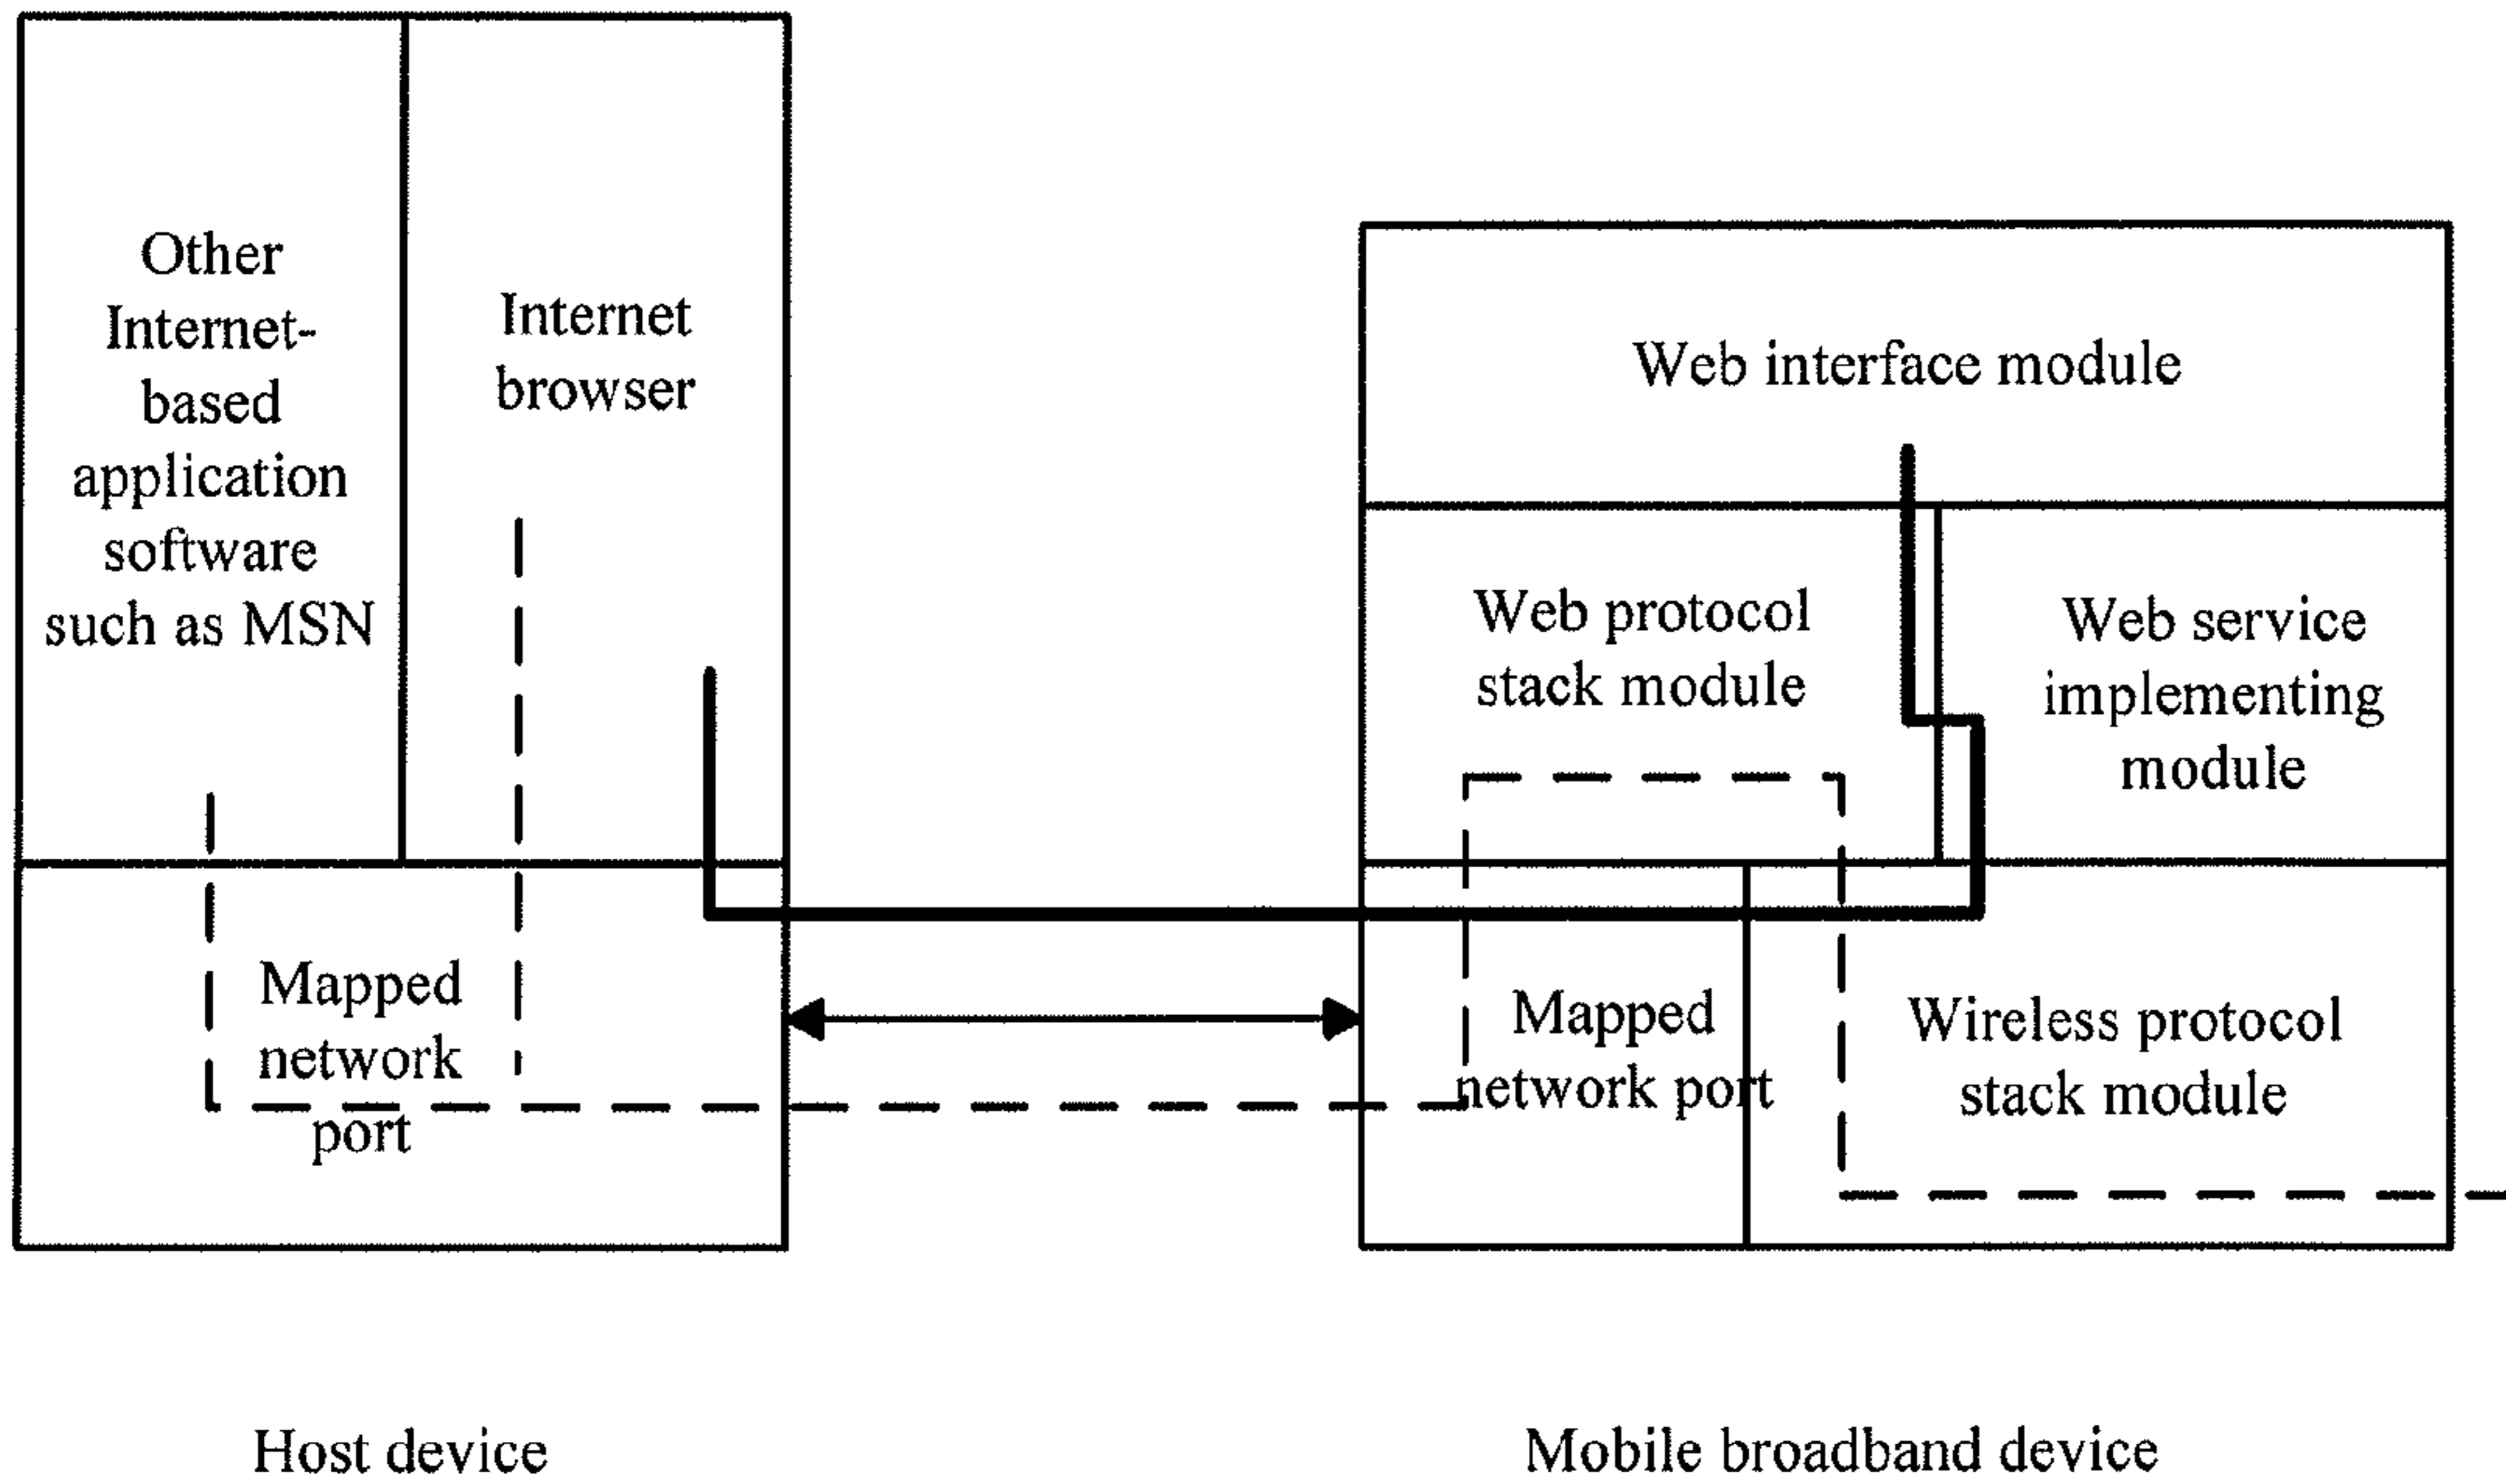 Other
Internet-
based
application
software
such as MSN
Internet
browser
Mapped
network
port
Host device
Web interface module
Web protocol
stack module
Web service
implementing
module
Mapped
network port
Wireless protocol
stack module
Mobile broadband device